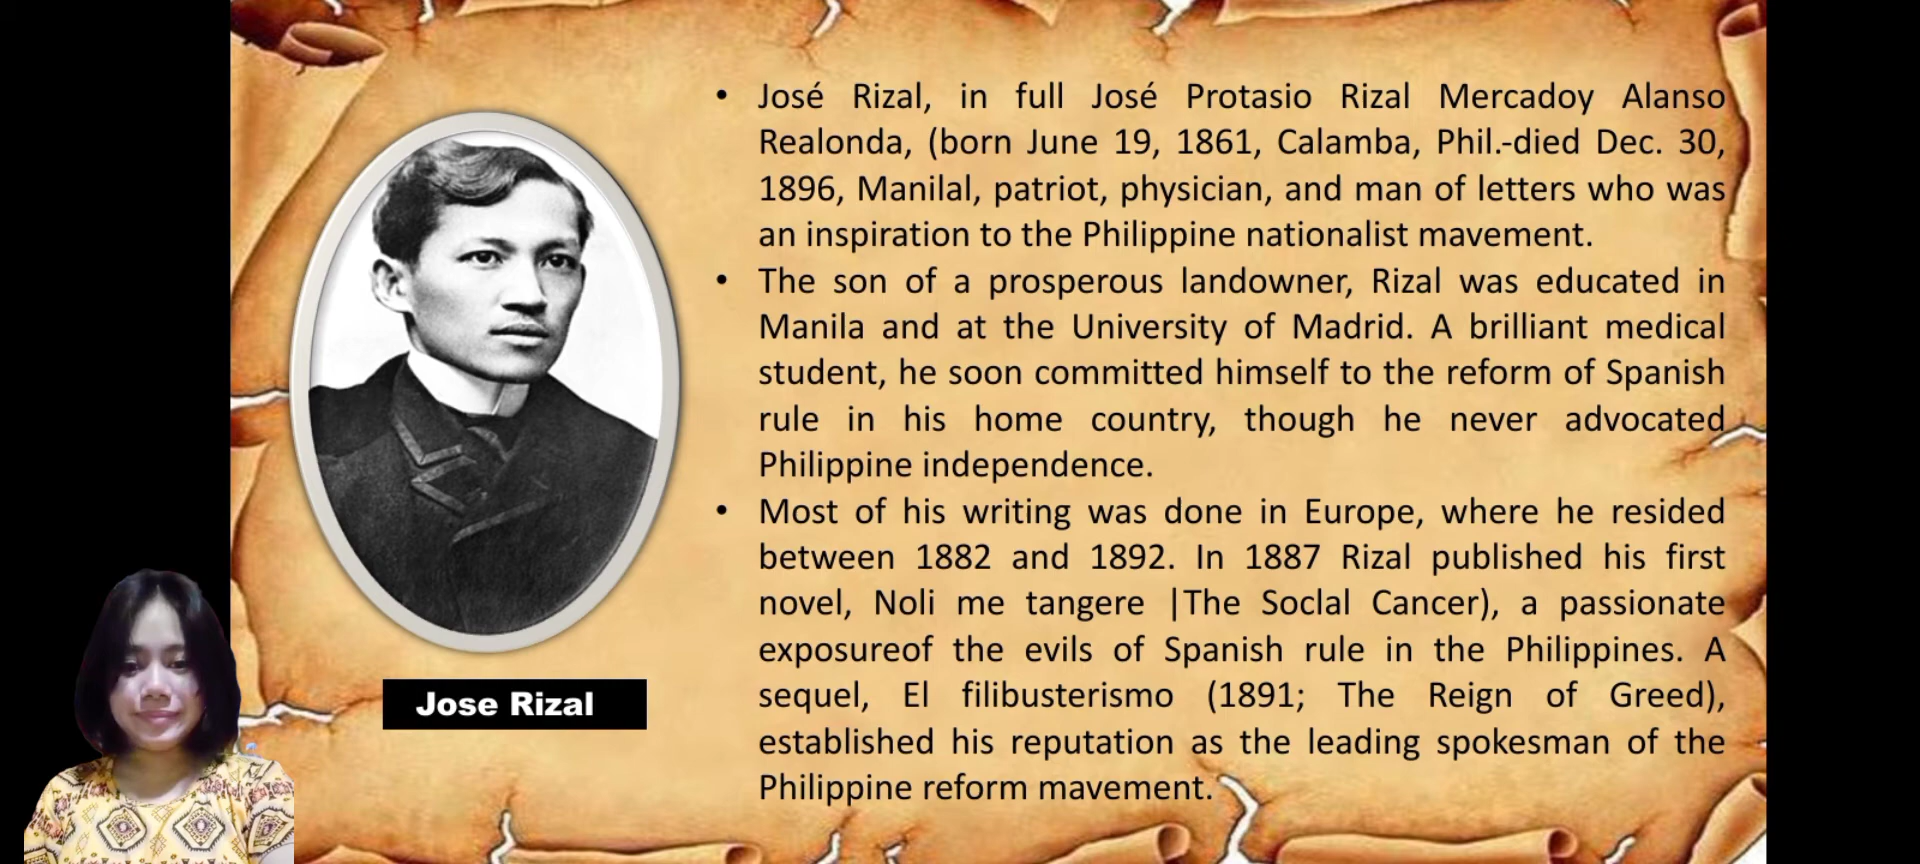 • José Rizal, in full José Protasio Rizal Mercadoy Alanso
Realonda, (born June 19, 1861, Calamba, Phil.-died Dec. 30,
1896, Manilal, patriot, physician, and man of letters who was
an inspiration to the Philippine nationalist mavement.
• The son of a prosperous landowner, Rizal was educated in
Manila and at the University of Madrid. A brilliant medical
student, he soon committed himself to the reform of Spanish
rule in his home country, though he never advocated
Philippine independence.
• Most of his writing was done in Europe, where he resided
between 1882 and 1892. In 1887 Rizal published his first
novel, Noli me tangere |The Soclal Cancer), a passionate
exposureof the evils of Spanish rule in the Philippines. A
sequel, El filibusterismo (1891; The Reign of Greed),
established his reputation as the leading spokesman of the
Philippine reform mavement.
Jose Rizal